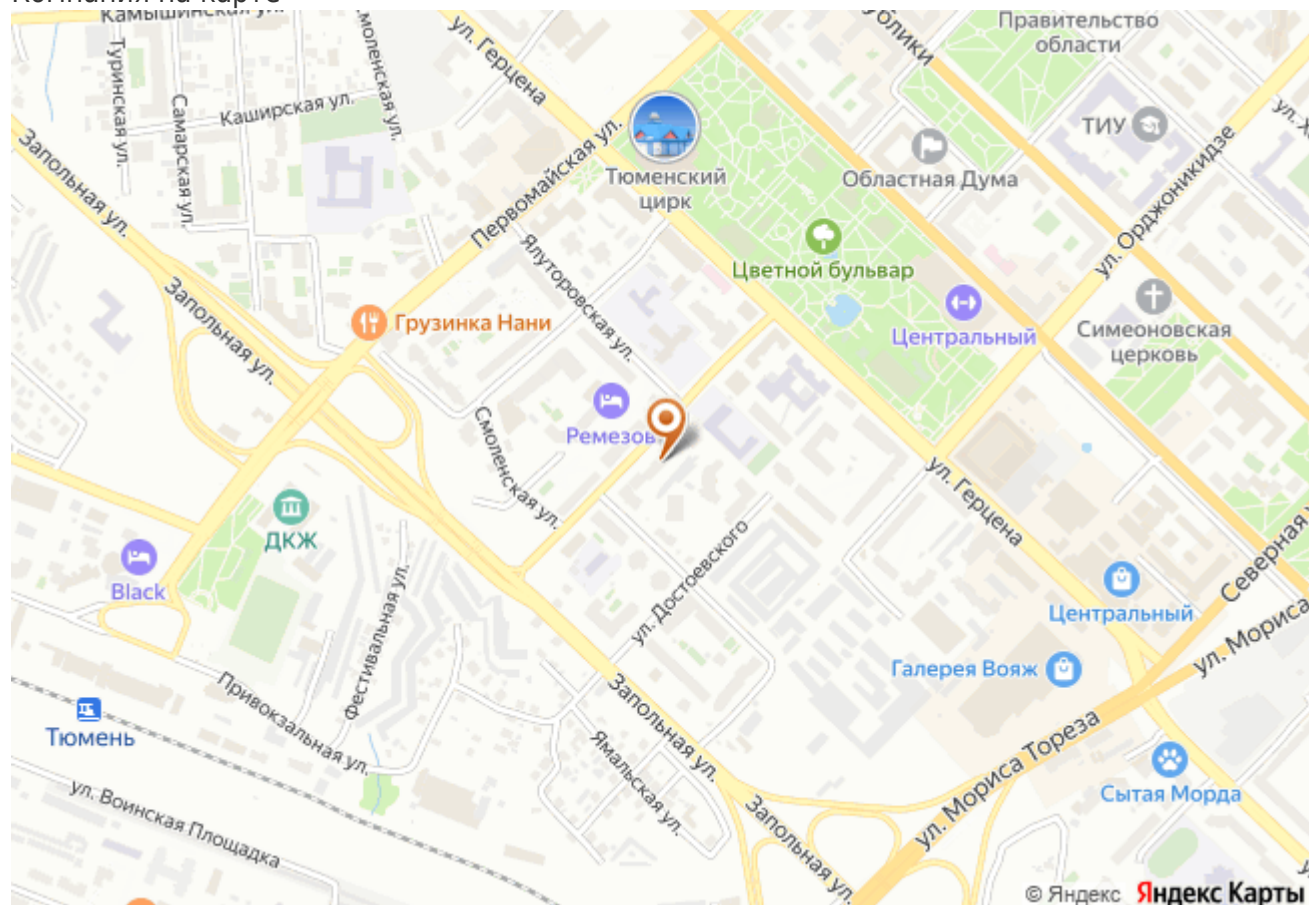 Компания на карте
Камышинская ул.
Туринская ул.
Самарская ул.
Каширская ул.
Смоленская ул.
ул. Герцена
Правительство
области
ТИУ
Областная Дума
ул. Орджоникидзе
Запольная ул.
Первомайская ул.
Тюменский
цирк
Цветной бульвар
Ялуторовская ул.
Центральный
Симеоновская
церковь
Запольная ул.
Грузинка Нани
Ремезов
Смоленская ул.
ул. Герцена
ДКЖ
Black
Фестивальная ул.
ул. Достоевского
Северная
Центральный
ул. Мориса
Галерея Вояж
Привокзальная ул.
Тюмень
Запольная ул.
Ямальская ул.
ул. Мориса Тореза
Сытая Морда
ул. Воинская Площадка
Запольная ул.
© Яндекс Яндекс Карты